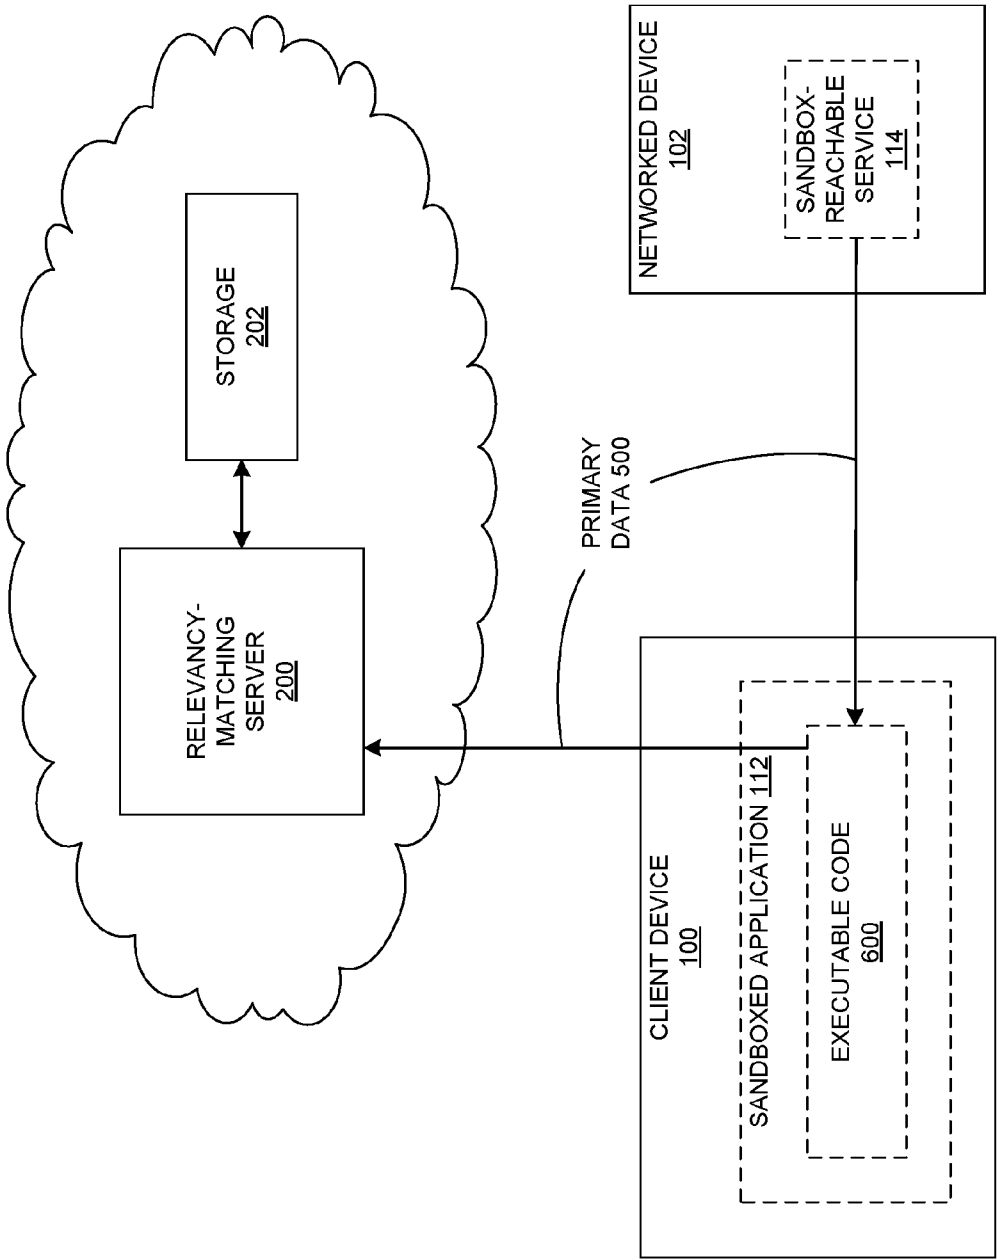 RELEVANCY-
MATCHING
SERVER
200
STORAGE
202
PRIMARY
DATA 500
CLIENT DEVICE
100
SANDBOXED APPLICATION 112
EXECUTABLE CODE
600
NETWORKED DEVICE
102
SANDBOX-
REACHABLE
SERVICE
114